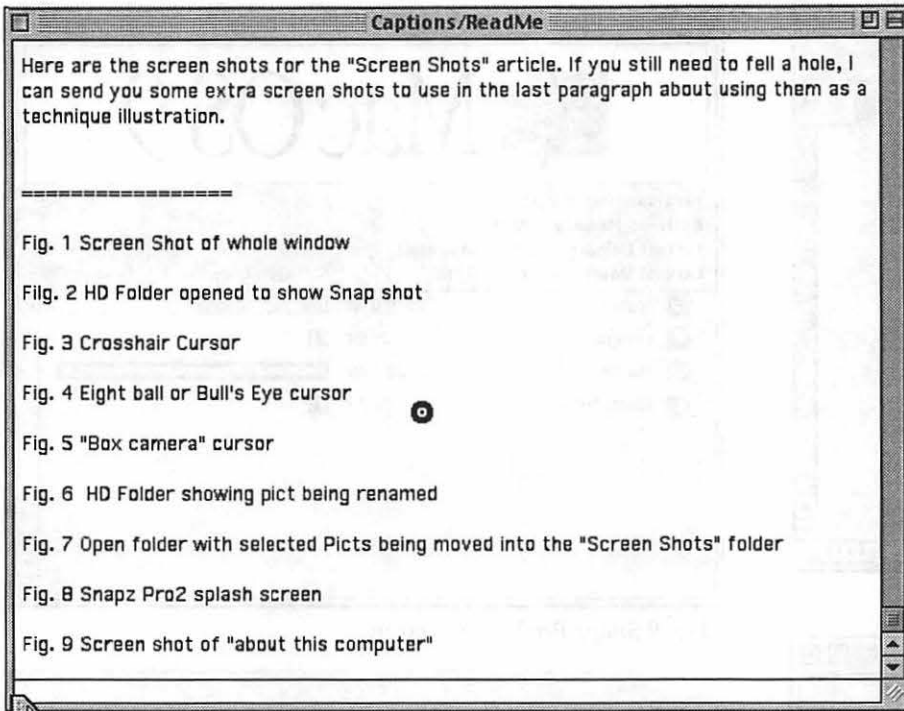 Captions/ReadMe
Here are the screen shots for the "Screen Shots" article. If you still need to fell a hole, I
can send you some extra screen shots to use in the last paragraph about using them as a
technique illustration.
=================
Fig. 1 Screen Shot of whole window
Filg. 2 HD Folder opened to show Snap shot
Fig. 3 Crosshair Cursor
Fig. 4 Eight ball or Bull's Eye cursor
Fig. 5 "Box camera" cursor
Fig. 6  HD Folder showing pict being renamed
Fig. 7 Open folder with selected Picts being moved into the "Screen Shots" folder
Fig. 8 Snapz Pro2 splash screen
Fig. 9 Screen shot of "about this computer"